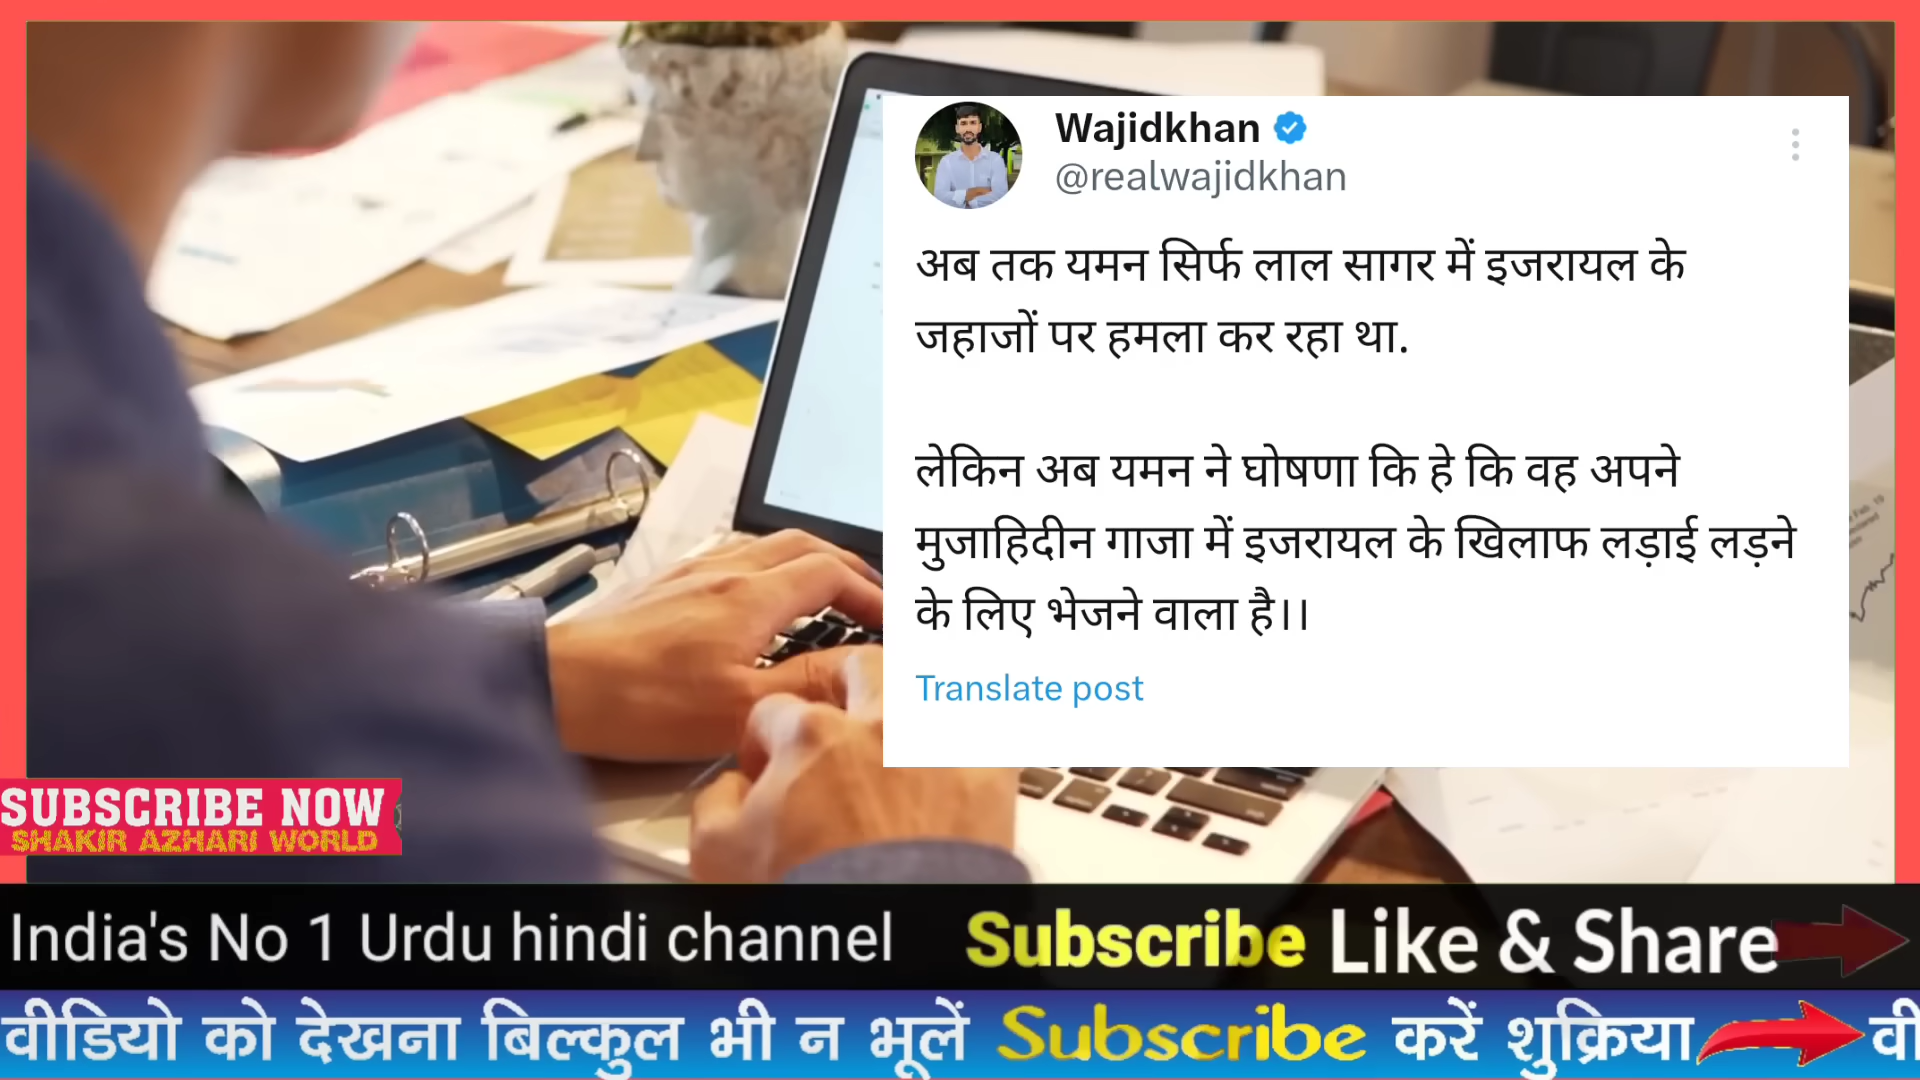 Wajidkhan
@realwajidkhan
अब तक यमन सिर्फ लाल सागर में इजरायल के
जहाजों पर हमला कर रहा था.
लेकिन अब यमन ने घोषणा कि हे कि वह अपने
मुजाहिदीन गाजा में इजरायल के खिलाफ लड़ाई लड़ने
के लिए भेजने वाला है।।
Translate post
SUBSCRIBE NOW
SHAKIR AZHARI WORLD
India's No 1 Urdu hindi channel Subscribe Like & Share
वीडियो को देखना बिल्कुल भी न भूलें Subscribe करें शुक्रिया वी